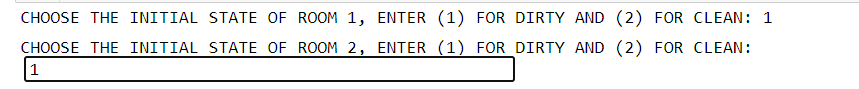 CHOOSE THE INITIAL STATE OF ROOM 1, ENTER (1) FOR DIRTY AND (2) FOR CLEAN: 1
CHOOSE THE INITIAL STATE OF ROOM 2, ENTER (1) FOR DIRTY AND (2) FOR CLEAN:
1